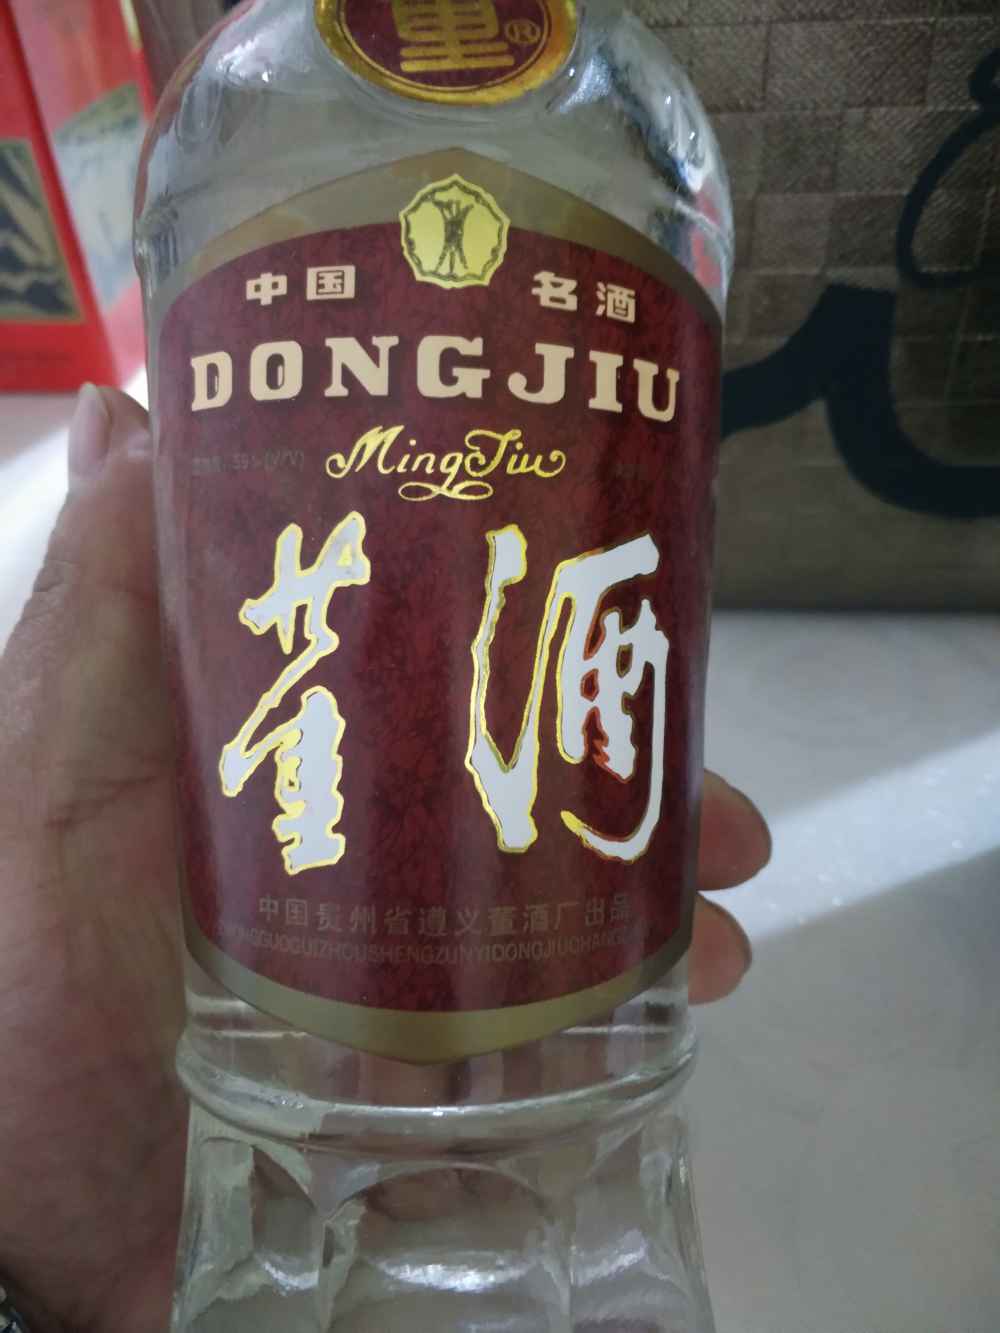 董®
中国 名酒
DONGJIU
MingJiu
59%(V/V)
董酒
中国贵州省遵义董酒厂出品